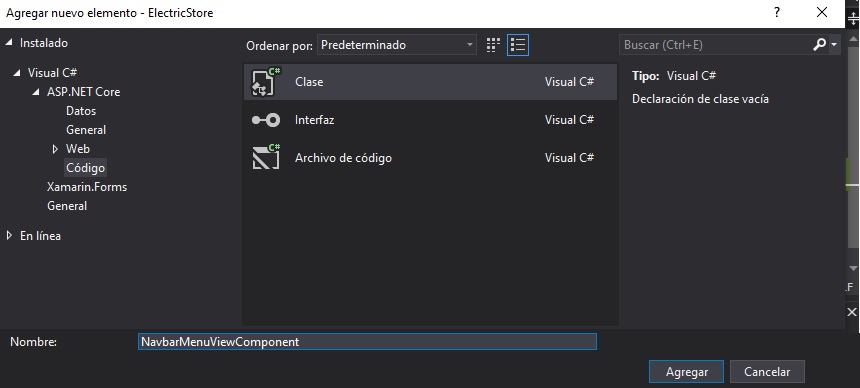 Agregar nuevo elemento - ElectricStore
?
Instalado
Visual C#
ASP.NET Core
Datos
General
Web
Código
Xamarin.Forms
General
En línea
Ordenar por: Predeterminado
C# Clase Visual C#
Interfaz Visual C#
C# Archivo de código Visual C#
Buscar (Ctrl+E)
Tipo: Visual C#
Declaración de clase vacía
.F
Nombre: NavbarMenuViewComponent
Agregar Cancelar